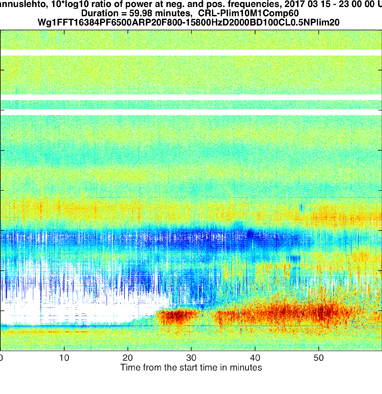 annuslehto, 10*log10 ratio of power at neg. and pos. frequencies, 2017 03 15 - 23 00 00 U
Duration = 59.98 minutes, CRL-Plim10M1Comp60
Wg1FFT16384PF6500ARP20F800-15800HzD2000BD100CL0.5NPlim20
0 10 20 30 40 50
Time from the start time in minutes